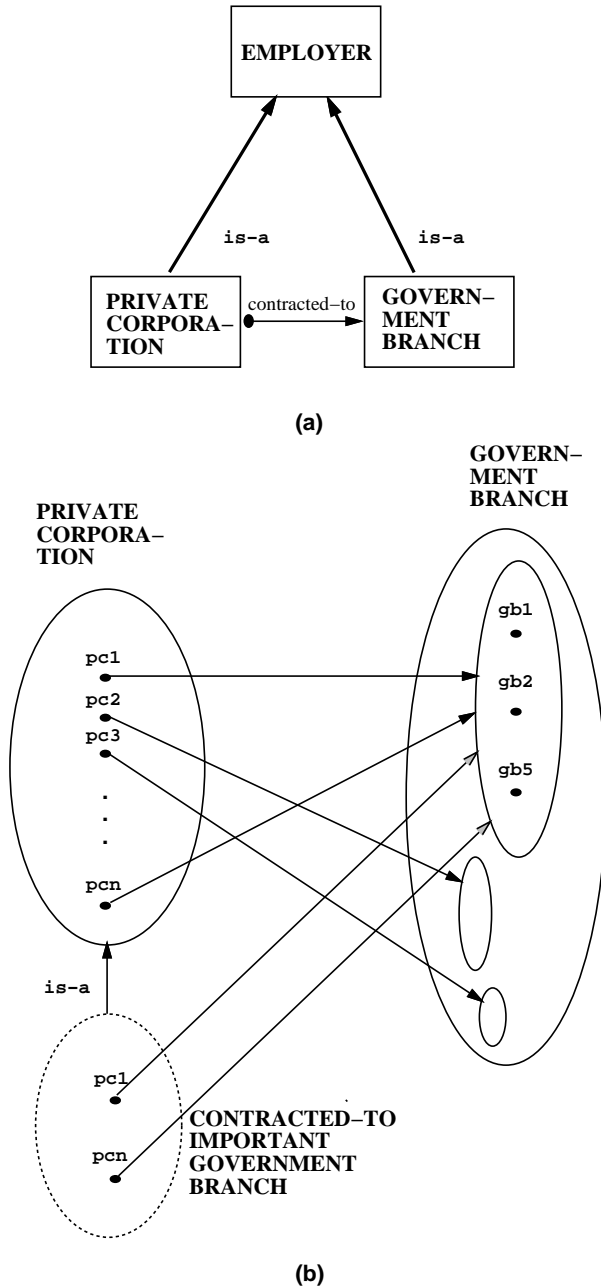 EMPLOYER
is-a
is-a
PRIVATE
CORPORA–
TION
contracted–to
GOVERN–
MENT
BRANCH
(a)
GOVERN–
MENT
BRANCH
PRIVATE
CORPORA–
TION
gb1
pc1
gb2
pc2
pc3
gb5
.
.
.
pcn
is-a
pc1
CONTRACTED–TO
IMPORTANT
GOVERNMENT
BRANCH
pcn
(b)